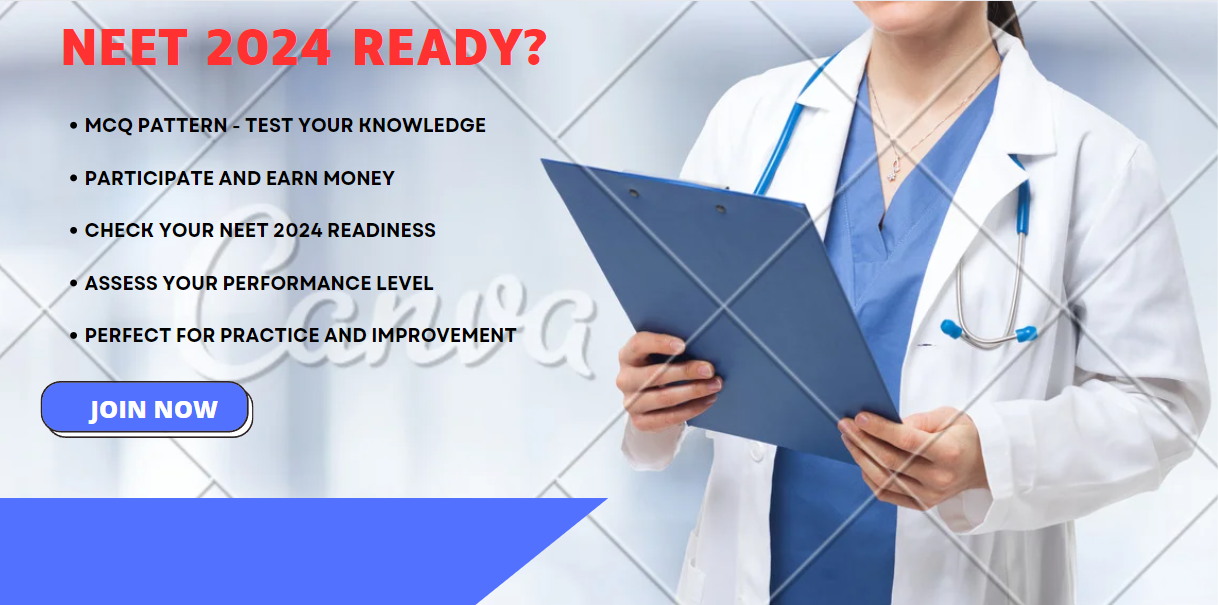 NEET 2024 READY?
• MCQ PATTERN - TEST YOUR KNOWLEDGE
• PARTICIPATE AND EARN MONEY
• CHECK YOUR NEET 2024 READINESS
• ASSESS YOUR PERFORMANCE LEVEL
• PERFECT FOR PRACTICE AND IMPROVEMENT
Canva
JOIN NOW